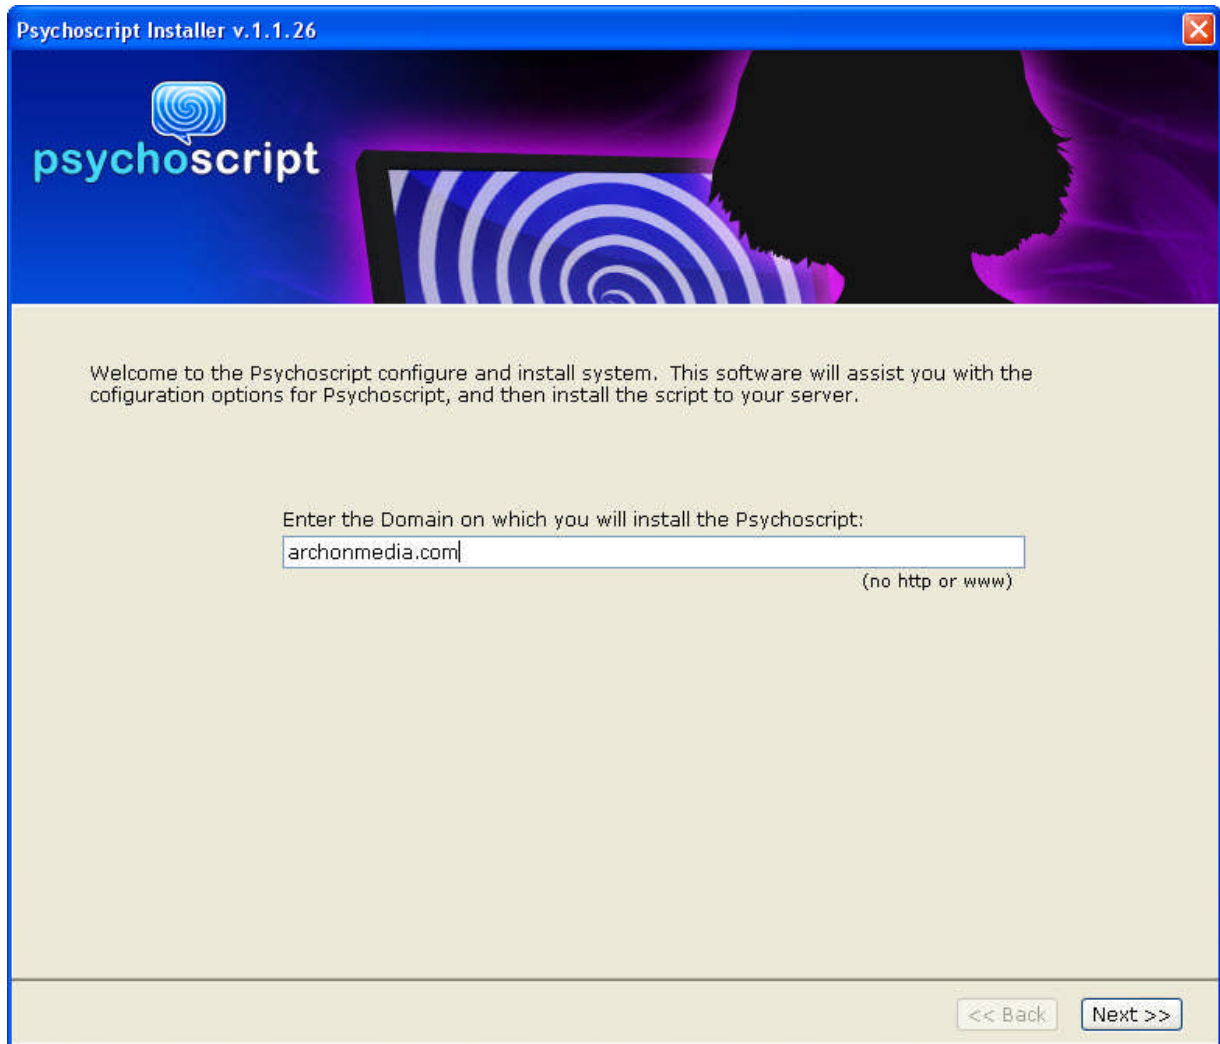 Psychoscript Installer v.1.1.26
psychoscript
Welcome to the Psychoscript configure and install system.  This software will assist you with the
cofiguration options for Psychoscript, and then install the script to your server.
Enter the Domain on which you will install the Psychoscript:
archonmedia.com
(no http or www)
<< Back
Next >>